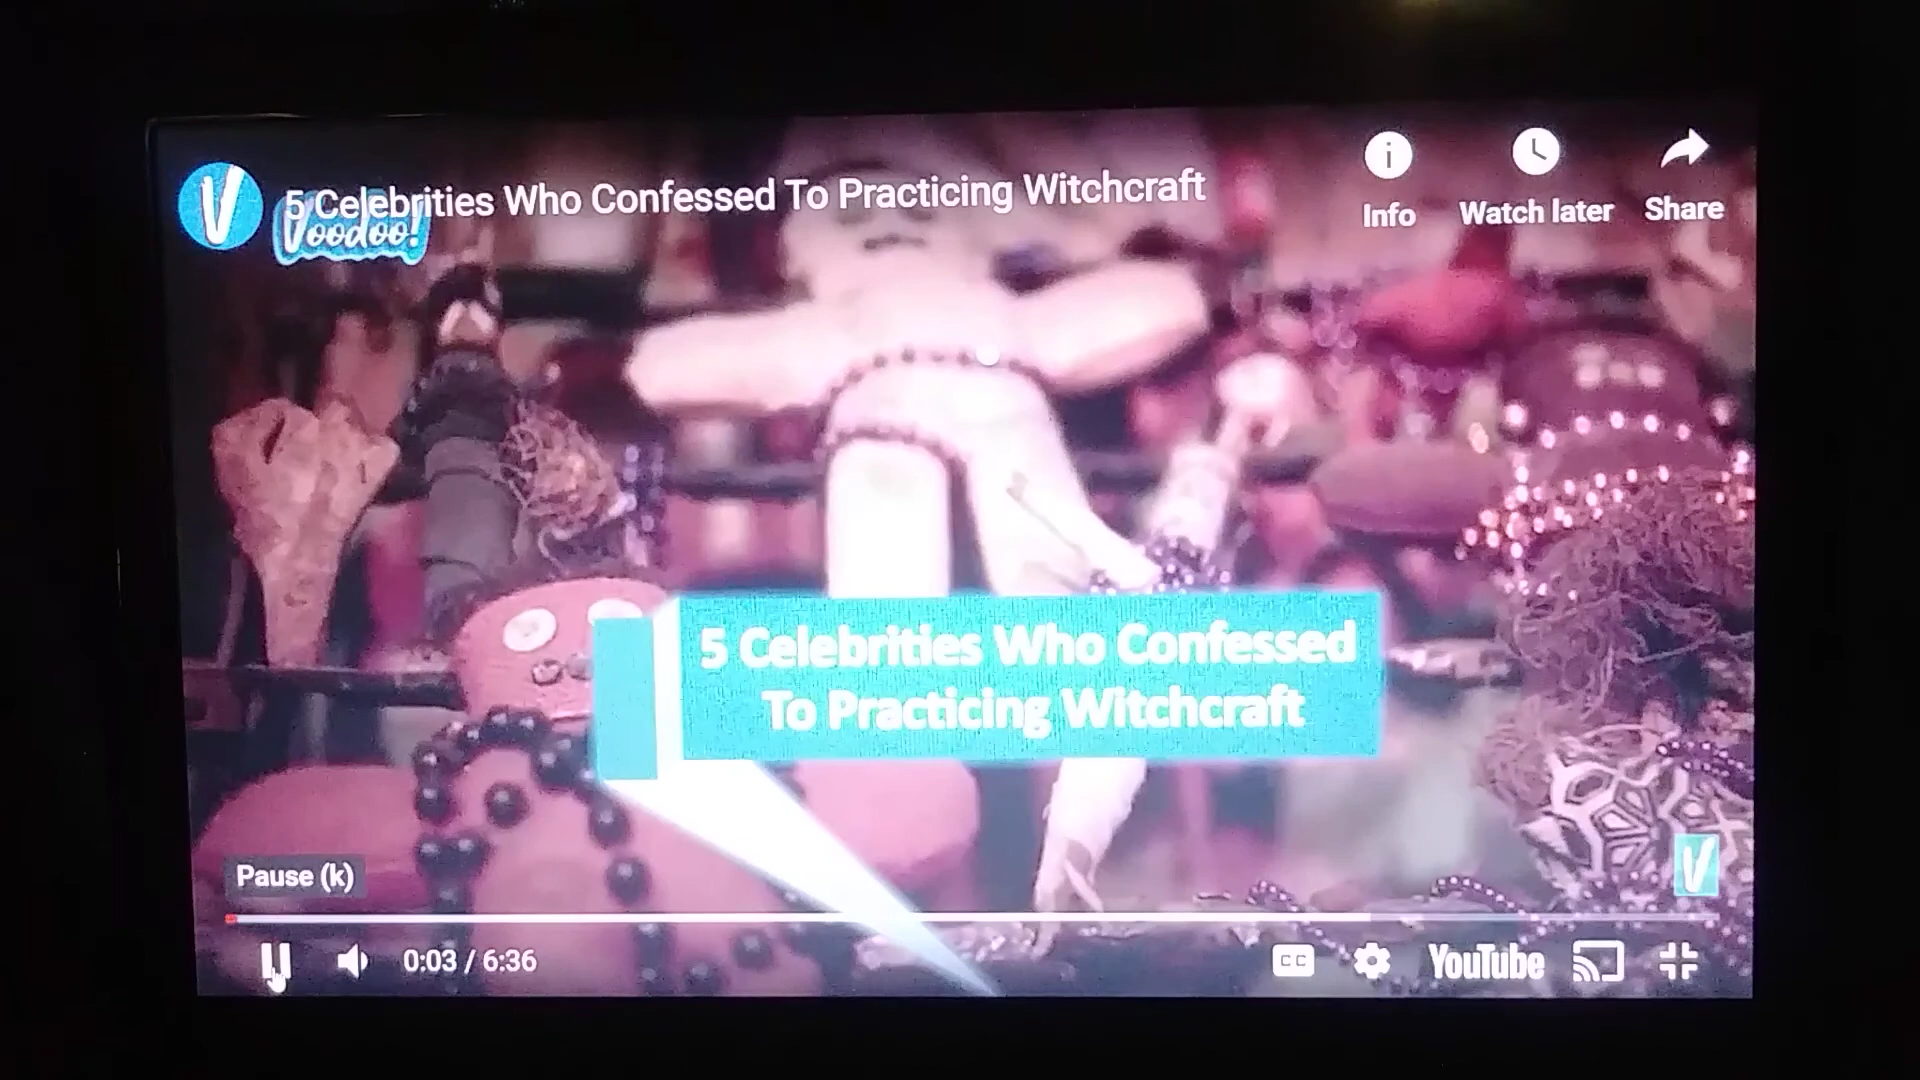 5 Celebrities Who Confessed To Practicing Witchcraft
Voodoo!
Info
Watch later
Share
5 Celebrities Who Confessed
To Practicing Witchcraft
Pause (k)
0:03 / 6:36
CC
YouTube